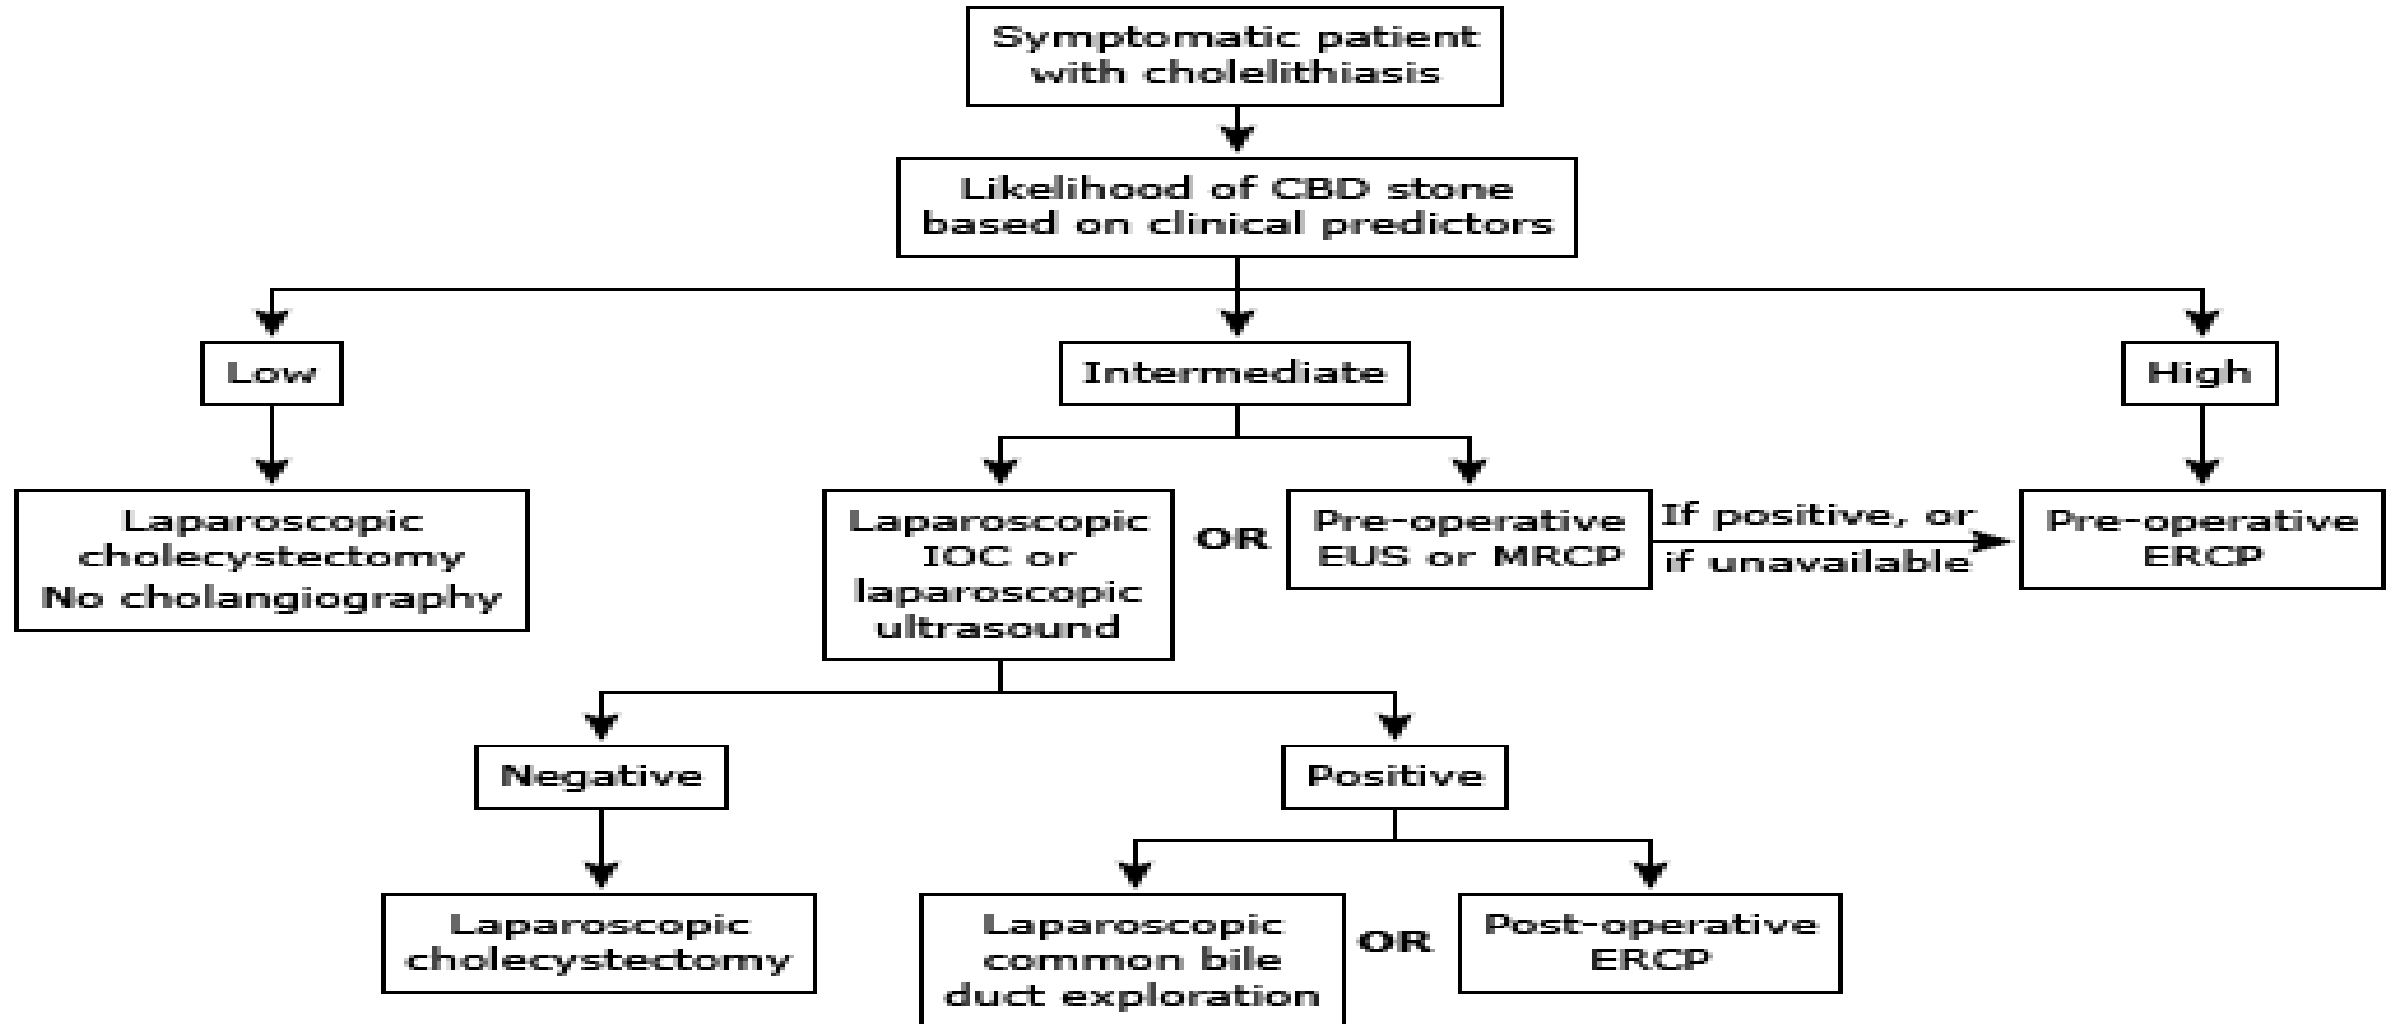 Symptomatic patient
with cholelithiasis
Likelihood of CBD stone
based on clinical predictors
Low
Intermediate
High
Laparoscopic
cholecystectomy
No cholangiography
Laparoscopic
IOC or
laparoscopic
ultrasound
OR
Pre-operative
EUS or MRCP
If positive, or
if unavailable
Pre-operative
ERCP
Negative
Positive
Laparoscopic
cholecystectomy
Laparoscopic
common bile
duct exploration
OR
Post-operative
ERCP